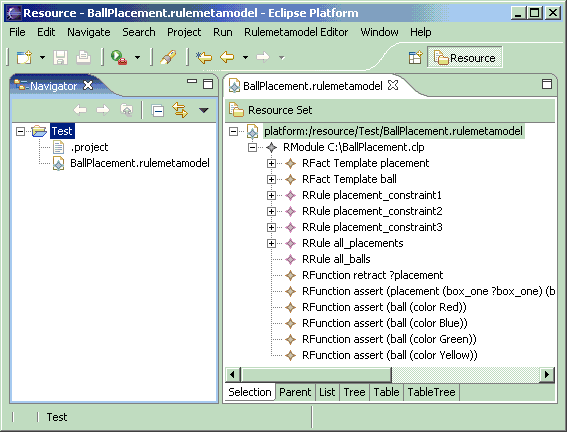 Resource - BallPlacement.rulemetamodel - Eclipse Platform
File Edit Navigate Search Project Run Rulemetamodel Editor Window Help
Resource
Navigator
Test
.project
BallPlacement.rulemetamodel
BallPlacement.rulemetamodel
Resource Set
platform:/resource/Test/BallPlacement.rulemetamodel
RModule C:\BallPlacement.clp
RFact Template placement
RFact Template ball
RRule placement_constraint1
RRule placement_constraint2
RRule placement_constraint3
RRule all_placements
RRule all_balls
RFunction retract ?placement
RFunction assert (placement (box_one ?box_one) (b
RFunction assert (ball (color Red))
RFunction assert (ball (color Blue))
RFunction assert (ball (color Green))
RFunction assert (ball (color Yellow))
Selection Parent List Tree Table TableTree
Test